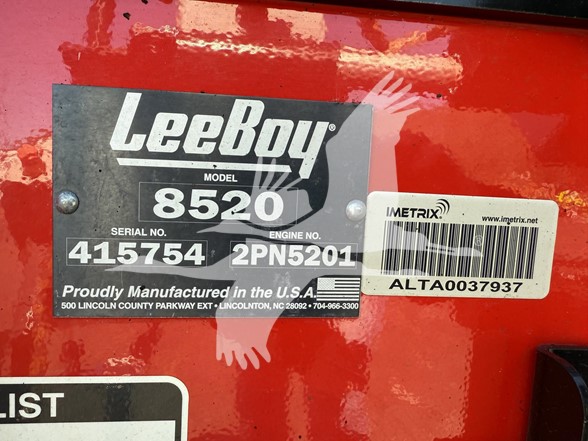 LeeBoy®
MODEL
8520
SERIAL NO. ENGINE NO.
415754 2PN5201
Proudly Manufactured in the U.S.A.
500 LINCOLN COUNTY PARKWAY EXT • LINCOLNTON, NC 28092 • 704-966-3300
IMETRIX
www.imetrix.net
ALTA0037937
LIST